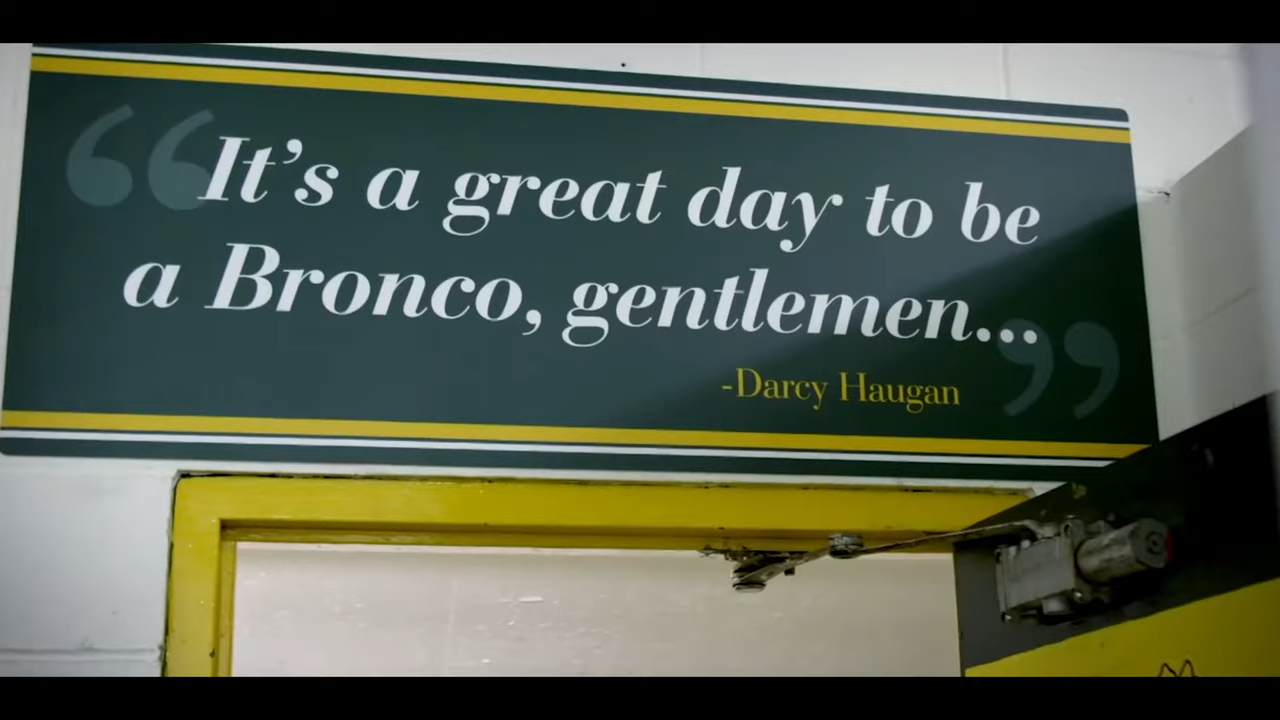 “It’s a great day to be
a Bronco, gentlemen...”
-Darcy Haugan